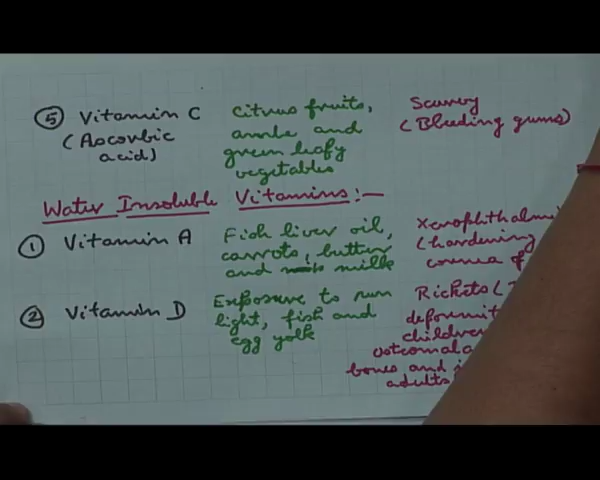 ⑤ Vitamin C citrus fruits, Scurvy
(Ascorbic amla and (Bleeding gums)
acid) green leafy
vegetables
Water Insoluble Vitamins :-
① Vitamin A Fish liver oil, Xerophthalmi
carrots, butter (hardening
and milk cornea of
② Vitamin D Exposure to sun Rickets (
light, fish and deformit
egg yolk children
osteomala
bones and j
adults